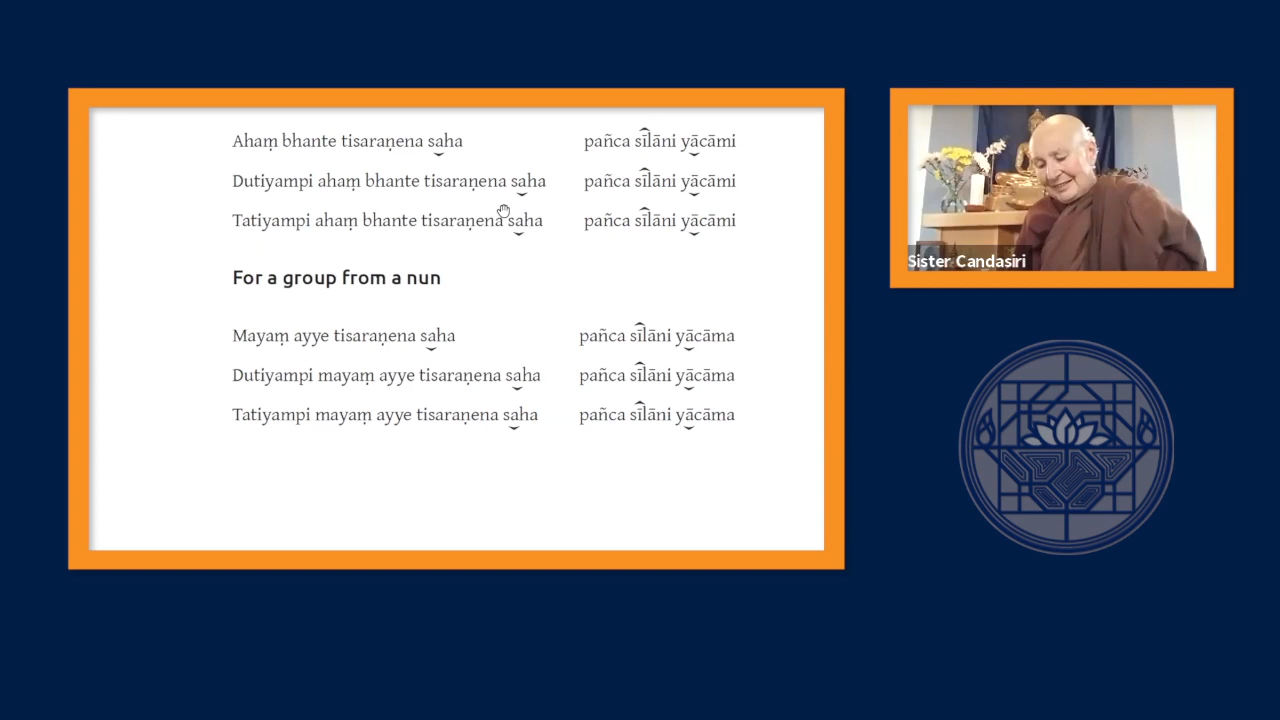 Ahaṃ bhante tisaraṇena saha pañca sīlāni yācāmi
Dutiyampi ahaṃ bhante tisaraṇena saha pañca sīlāni yācāmi
Tatiyampi ahaṃ bhante tisaraṇena saha pañca sīlāni yācāmi
For a group from a nun
Mayaṃ ayye tisaraṇena saha pañca sīlāni yācāma
Dutiyampi mayaṃ ayye tisaraṇena saha pañca sīlāni yācāma
Tatiyampi mayaṃ ayye tisaraṇena saha pañca sīlāni yācāma
Sister Candasiri